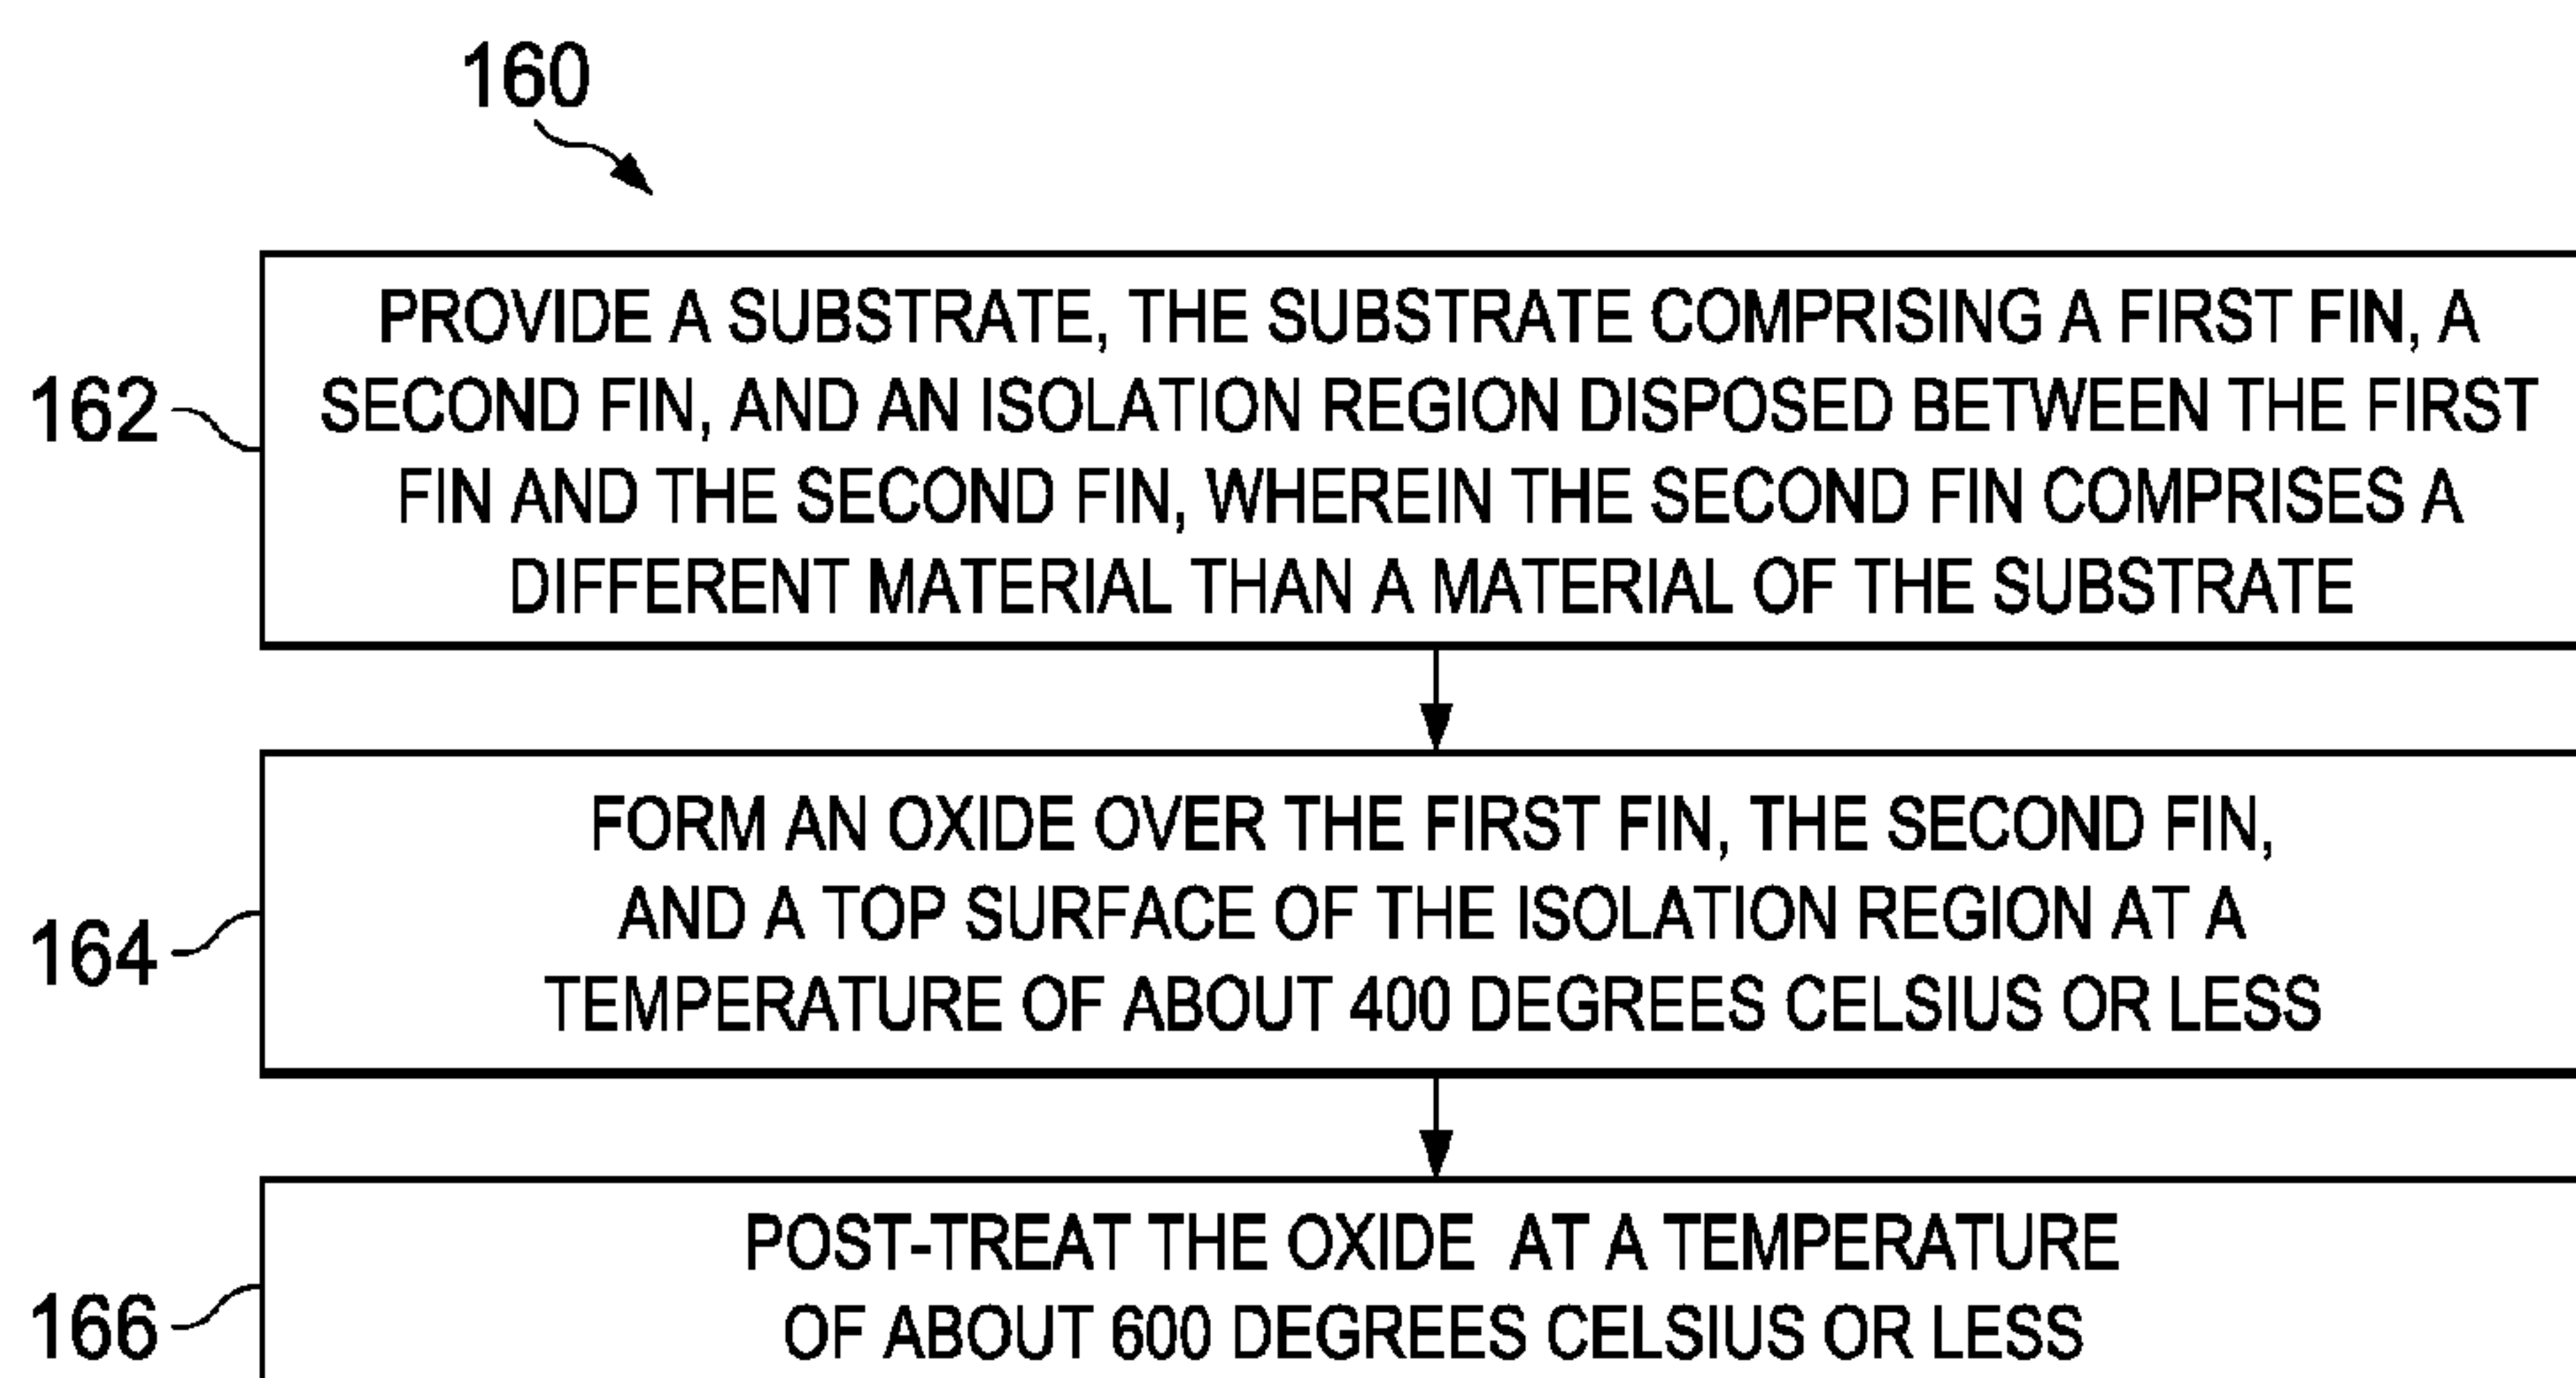 160
162
PROVIDE A SUBSTRATE, THE SUBSTRATE COMPRISING A FIRST FIN, A
SECOND FIN, AND AN ISOLATION REGION DISPOSED BETWEEN THE FIRST
FIN AND THE SECOND FIN, WHEREIN THE SECOND FIN COMPRISES A
DIFFERENT MATERIAL THAN A MATERIAL OF THE SUBSTRATE
164
FORM AN OXIDE OVER THE FIRST FIN, THE SECOND FIN,
AND A TOP SURFACE OF THE ISOLATION REGION AT A
TEMPERATURE OF ABOUT 400 DEGREES CELSIUS OR LESS
166
POST-TREAT THE OXIDE AT A TEMPERATURE
OF ABOUT 600 DEGREES CELSIUS OR LESS